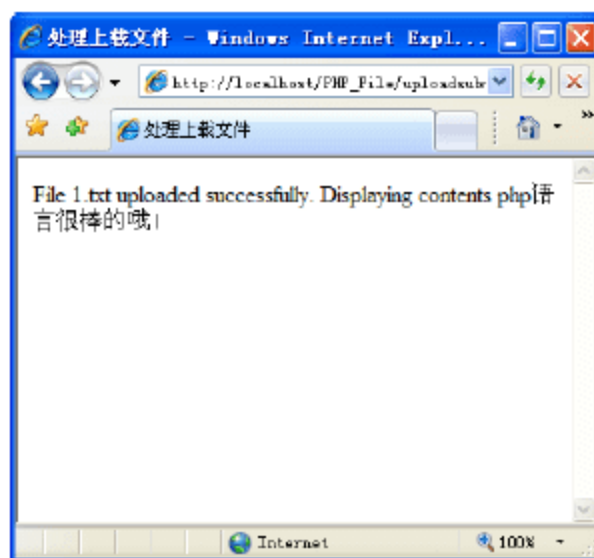 处理上载文件 - Windows Internet Expl...
http://localhost/PHP_File/uploadsub
处理上载文件
File 1.txt uploaded successfully. Displaying contents php语
言很棒的哦!
Internet
100%